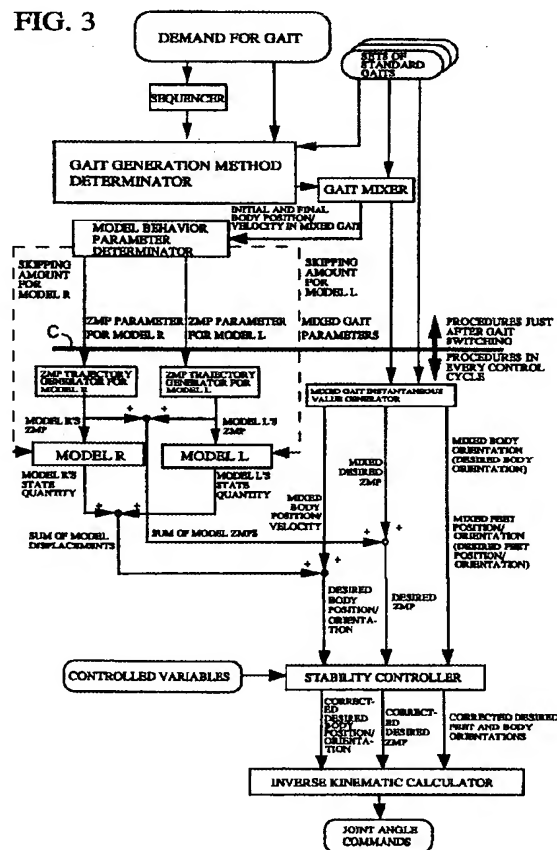 FIG. 3
DEMAND FOR GAIT
SETS OF
STANDARD
GAITS
SEQUENCER
GAIT GENERATION METHOD
DETERMINATOR
GAIT MIXER
INITIAL AND FINAL
BODY POSITION/
VELOCITY IN MIXED GAIT
MODEL BEHAVIOR
PARAMETER
DETERMINATOR
SKIPPING
AMOUNT
FOR
MODEL R
SKIPPING
AMOUNT
FOR
MODEL L
ZMP PARAMETER
FOR MODEL R
ZMP PARAMETER
FOR MODEL L
MIXED GAIT
PARAMETERS
PROCEDURES JUST
AFTER GAIT
SWITCHING
C
PROCEDURES IN
EVERY CONTROL
CYCLE
ZMP TRAJECTORY
GENERATOR FOR
MODEL R
ZMP TRAJECTORY
GENERATOR FOR
MODEL L
MIXED GAIT INSTANTANEOUS
VALUE GENERATOR
MODEL R'S
ZMP
+
+
MODEL L'S
ZMP
MODEL R
MODEL L
MODEL R'S
STATE
QUANTITY
MODEL L'S
STATE
QUANTITY
MIXED
BODY
POSITION/
VELOCITY
MIXED
DESIRED
ZMP
MIXED BODY
ORIENTATION
(DESIRED BODY
ORIENTATION)
+
+
SUM OF MODEL
DISPLACEMENTS
SUM OF MODEL ZMPS
+
+
+
+
MIXED FEET
POSITION/
ORIENTATION
(DESIRED FEET
POSITION/
ORIENTATION)
DESIRED
BODY
POSITION/
ORIENTA-
TION
DESIRED ZMP
CONTROLLED VARIABLES
STABILITY CONTROLLER
CORRECT-
ED
DESIRED
BODY
POSITION/
ORIENTA-
TION
CORRECT-
ED
DESIRED
ZMP
CORRECTED DESIRED
FEET AND BODY
ORIENTATIONS
INVERSE KINEMATIC CALCULATOR
JOINT ANGLE
COMMANDS